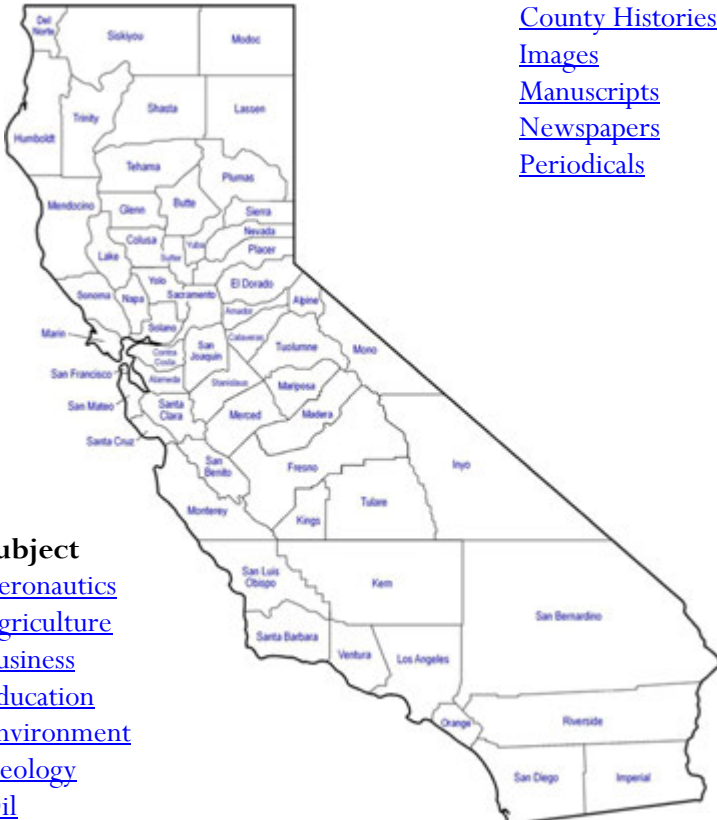 County Histories
Images
Manuscripts
Newspapers
Periodicals
Del
Norte
Siskiyou
Modoc
Humboldt
Trinity
Shasta
Lassen
Tehama
Plumas
Mendocino
Glenn
Butte
Sierra
Nevada
Placer
Lake
Colusa
Sutter
Yuba
Yolo
El Dorado
Sonoma
Napa
Sacramento
Amador
Alpine
Solano
Marin
Contra
Costa
San
Joaquin
Calaveras
Tuolumne
Mono
San Francisco
Alameda
Stanislaus
Mariposa
San Mateo
Santa
Clara
Merced
Madera
Santa Cruz
San
Benito
Fresno
Inyo
Monterey
Kings
Tulare
ubject
eronautics
griculture
usiness
ducation
nvironment
eology
il
San Luis
Obispo
Kern
San Bernardino
Santa Barbara
Ventura
Los Angeles
Orange
Riverside
San Diego
Imperial